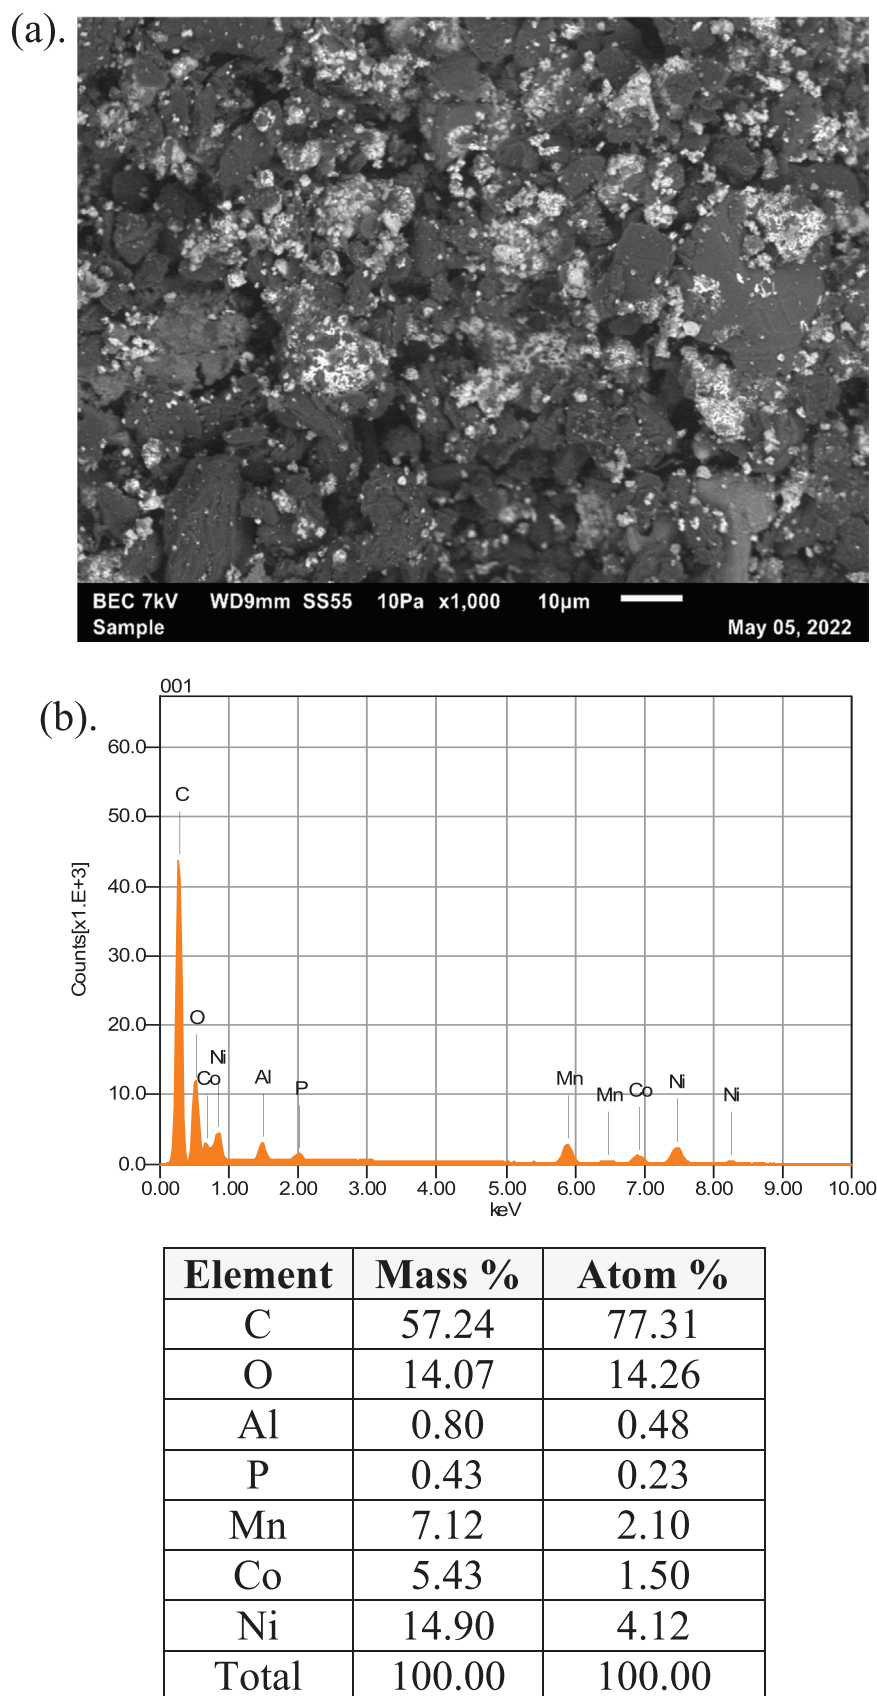 (a).
BEC 7kV WD9mm SS55 10Pa x1,000 10µm
Sample May 05, 2022
(b).
001
60.0
50.0
40.0
30.0
20.0
10.0
0.0
Counts[x1.E+3]
C
O
Co
Ni
Al
P
Mn
Mn
Co
Ni
Ni
0.00 1.00 2.00 3.00 4.00 5.00 6.00 7.00 8.00 9.00 10.00
keV
Element Mass % Atom %
C 57.24 77.31
O 14.07 14.26
Al 0.80 0.48
P 0.43 0.23
Mn 7.12 2.10
Co 5.43 1.50
Ni 14.90 4.12
Total 100.00 100.00